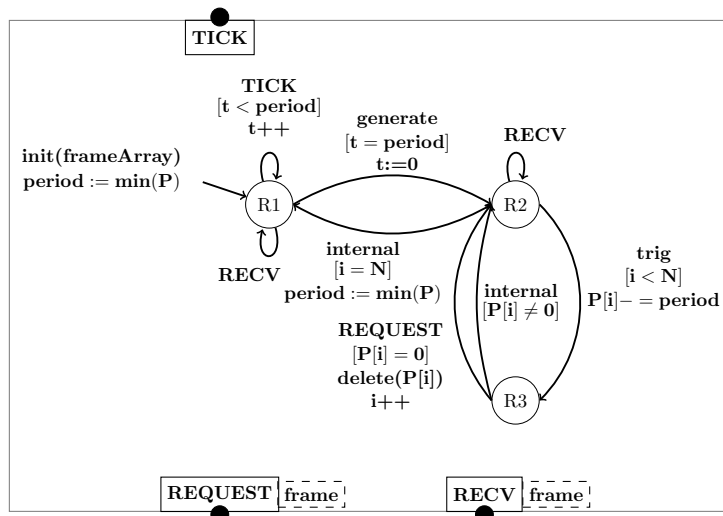 TICK
TICK
[t < period]
t++
generate
[t = period]
t:=0
RECV
init(frameArray)
period := min(P)
R1
R2
RECV
internal
[i = N]
period := min(P)
trig
[i < N]
P[i]− = period
internal
[P[i] ≠ 0]
REQUEST
[P[i] = 0]
delete(P[i])
i++
R3
REQUEST frame
RECV frame